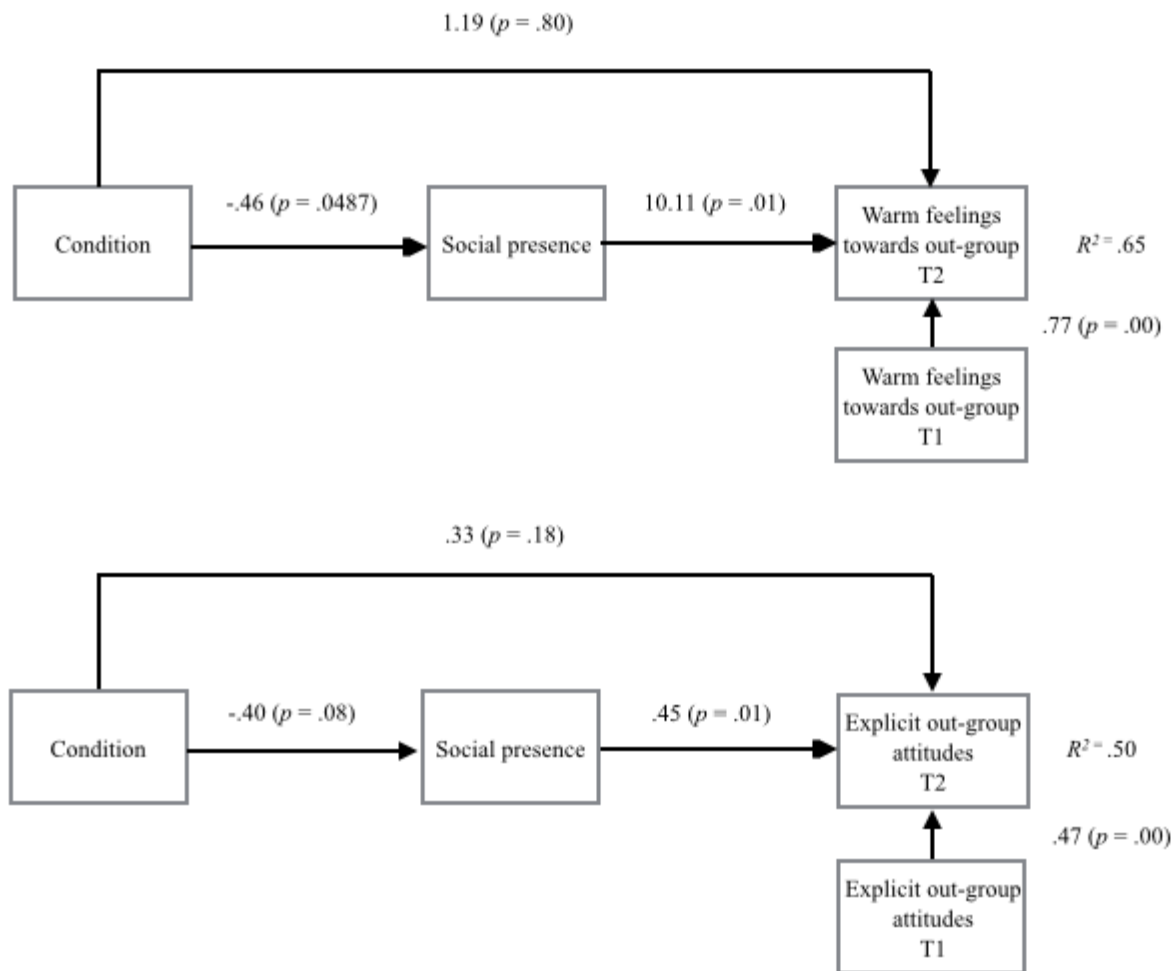 1.19 (p = .80)
-.46 (p = .0487)
10.11 (p = .01)
Condition
Social presence
Warm feelings
towards out-group
T2
R² = .65
.77 (p = .00)
Warm feelings
towards out-group
T1
.33 (p = .18)
-.40 (p = .08)
.45 (p = .01)
Condition
Social presence
Explicit out-group
attitudes
T2
R² = .50
.47 (p = .00)
Explicit out-group
attitudes
T1